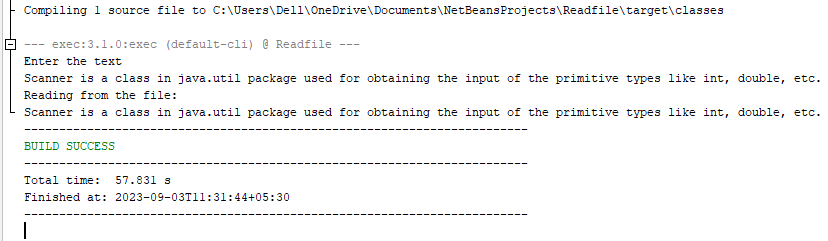 Compiling 1 source file to C:\Users\Dell\OneDrive\Documents\NetBeansProjects\Readfile\target\classes
--- exec:3.1.0:exec (default-cli) @ Readfile ---
Enter the text
Scanner is a class in java.util package used for obtaining the input of the primitive types like int, double, etc.
Reading from the file:
Scanner is a class in java.util package used for obtaining the input of the primitive types like int, double, etc.
------------------------------------------------------------------------
BUILD SUCCESS
------------------------------------------------------------------------
Total time:  57.831 s
Finished at: 2023-09-03T11:31:44+05:30
------------------------------------------------------------------------